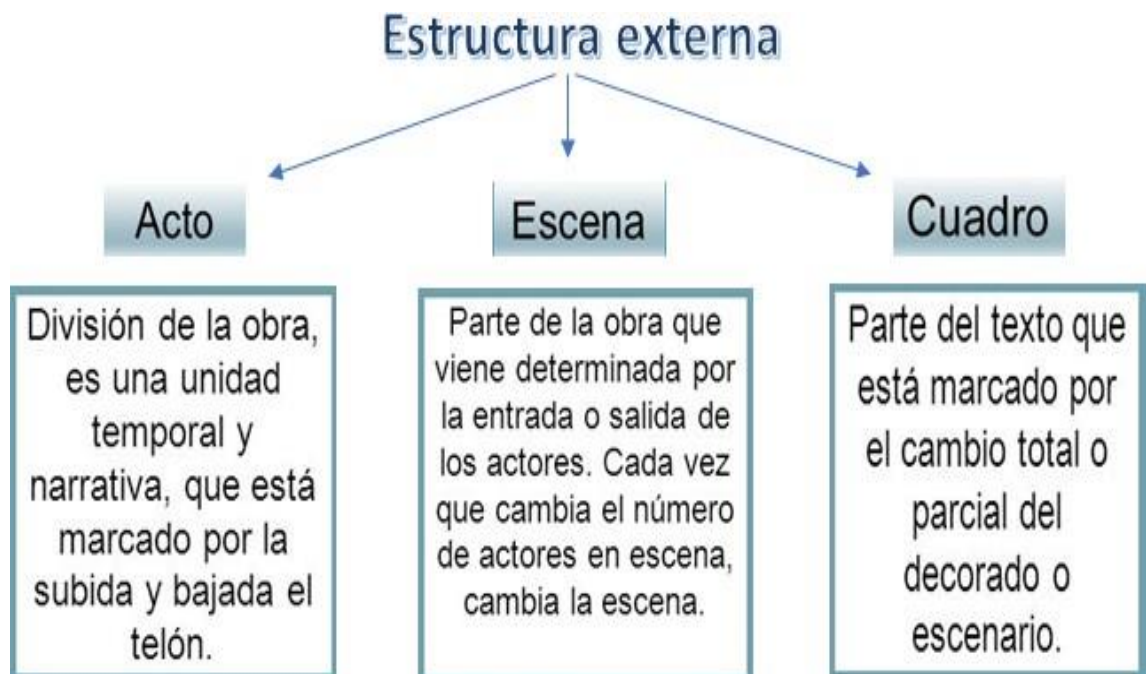 Estructura externa
Acto
División de la obra,
es una unidad
temporal y
narrativa, que está
marcado por la
subida y bajada el
telón.
Escena
Parte de la obra que
viene determinada por
la entrada o salida de
los actores. Cada vez
que cambia el número
de actores en escena,
cambia la escena.
Cuadro
Parte del texto que
está marcado por
el cambio total o
parcial del
decorado o
escenario.